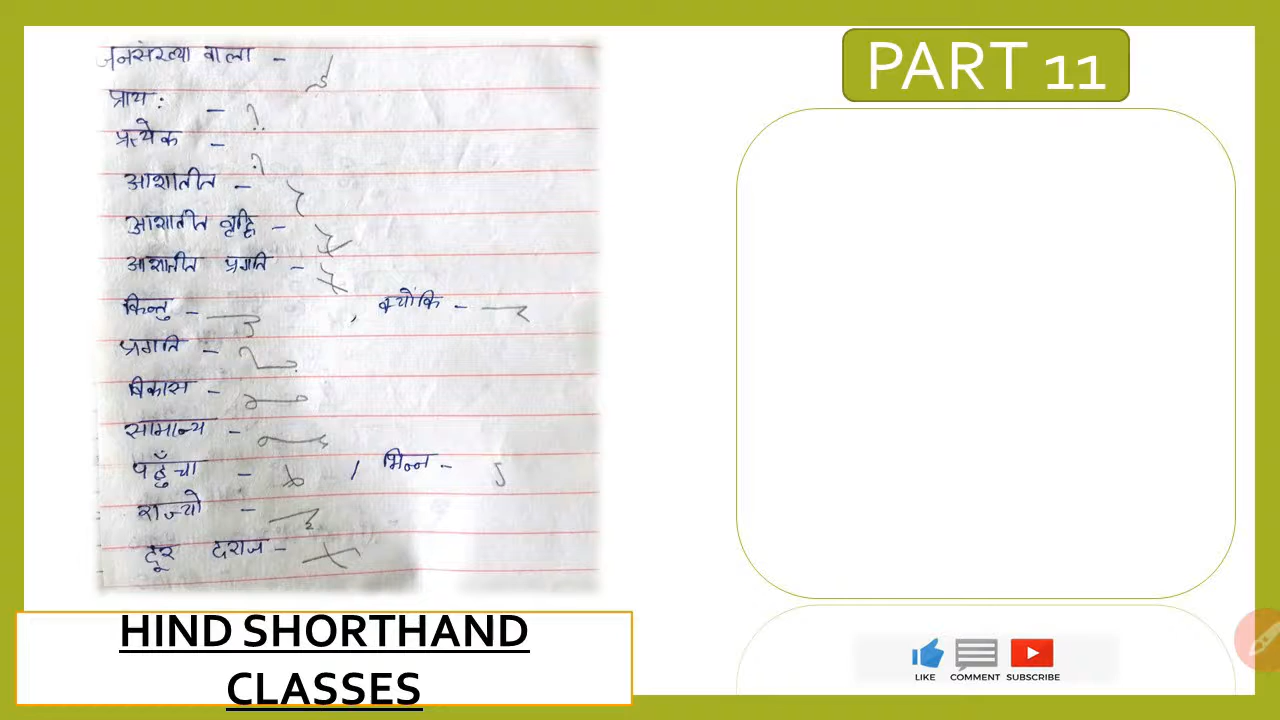 जनसंख्या वाला -
PART 11
प्राय: -
प्रत्येक -
आशातीत -
आशातीत वृद्धि -
आशातीत प्रगति -
किन्तु - , क्योंकि -
प्रगति -
विकास -
सामान्य -
पहुँचा - / भिन्न -
राज्यो -
दूर दराज -
HIND SHORTHAND
CLASSES
LIKE COMMENT SUBSCRIBE